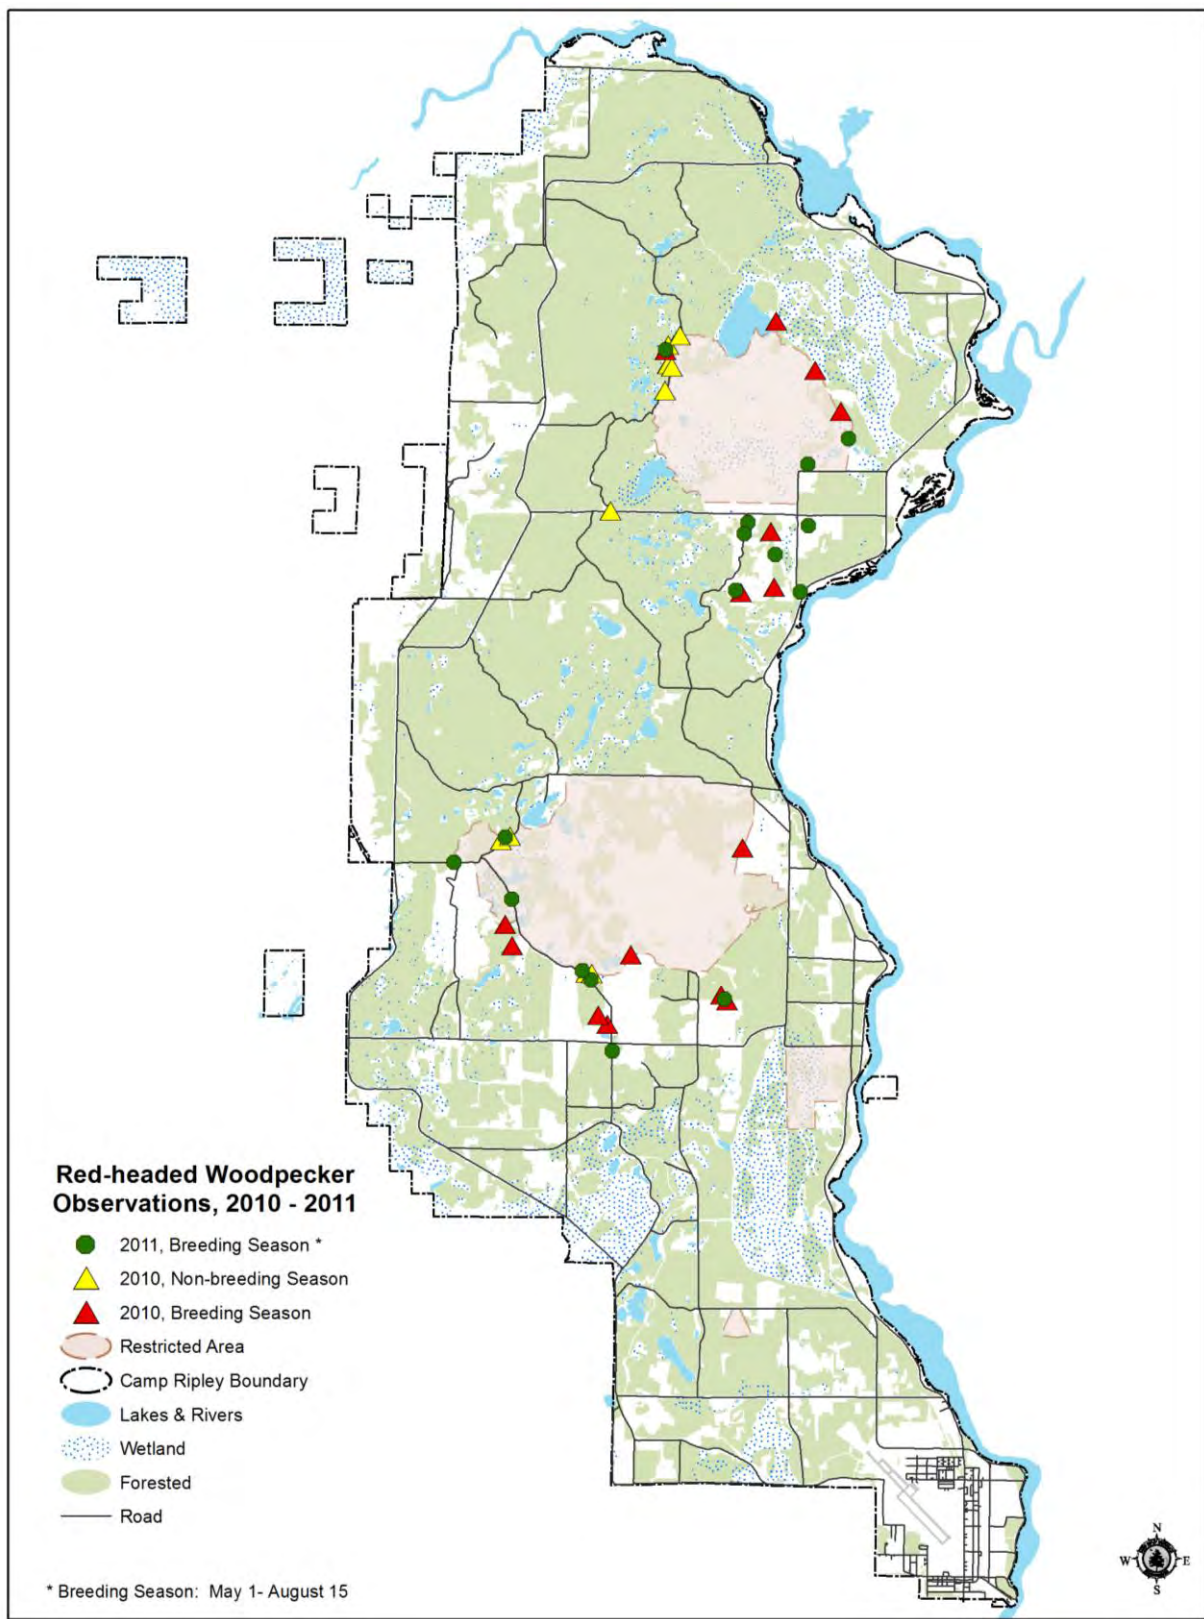 Red-headed Woodpecker
Observations, 2010 - 2011
2011, Breeding Season *
2010, Non-breeding Season
2010, Breeding Season
Restricted Area
Camp Ripley Boundary
Lakes & Rivers
Wetland
Forested
Road
* Breeding Season: May 1- August 15
N
W E
S